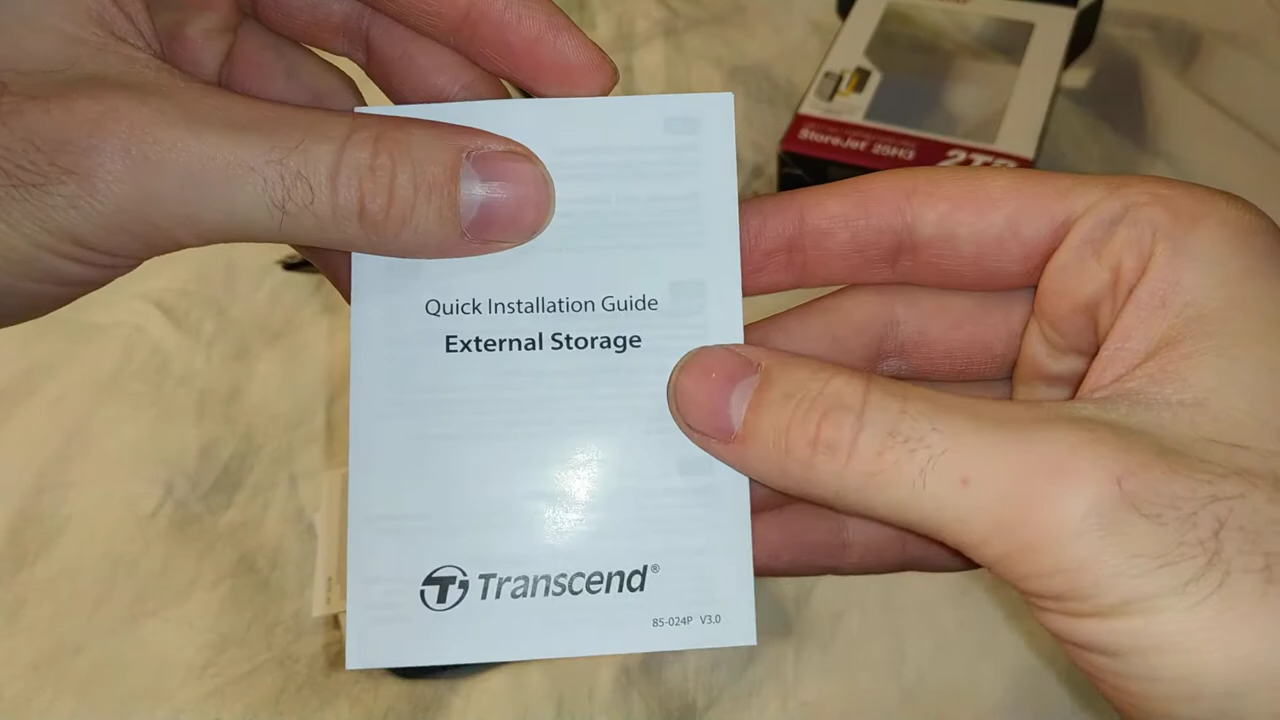 StoreJet 25H3
2TB
Quick Installation Guide
External Storage
Transcend®
85-024P V3.0